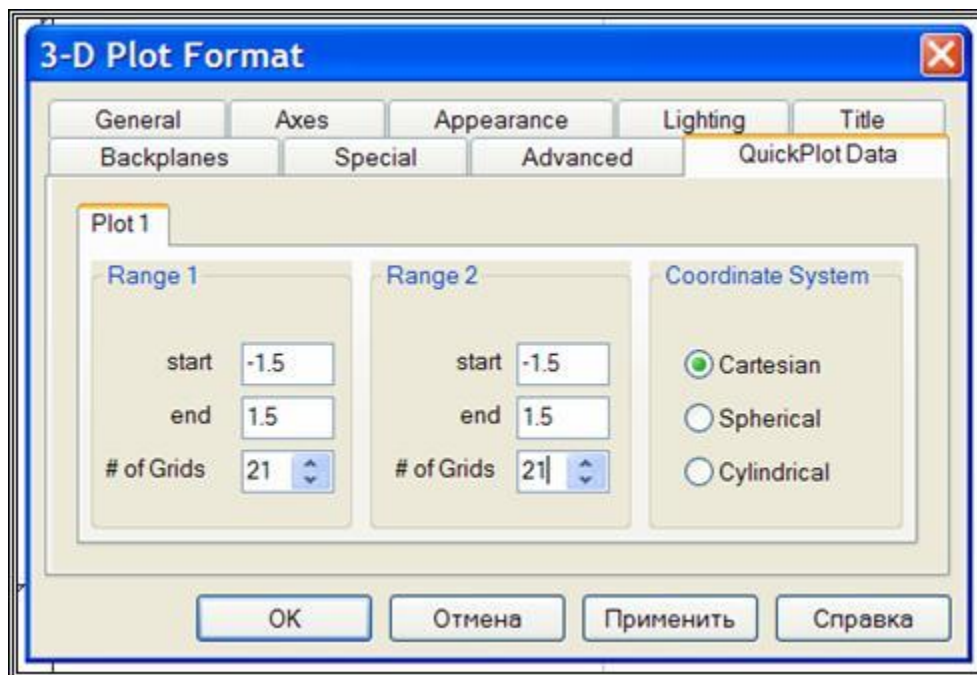 3-D Plot Format
General Axes Appearance Lighting Title
Backplanes Special Advanced QuickPlot Data
Plot 1
Range 1 Range 2 Coordinate System
start -1.5 start -1.5 Cartesian
end 1.5 end 1.5 Spherical
# of Grids 21 # of Grids 21 Cylindrical
OK Отмена Применить Справка